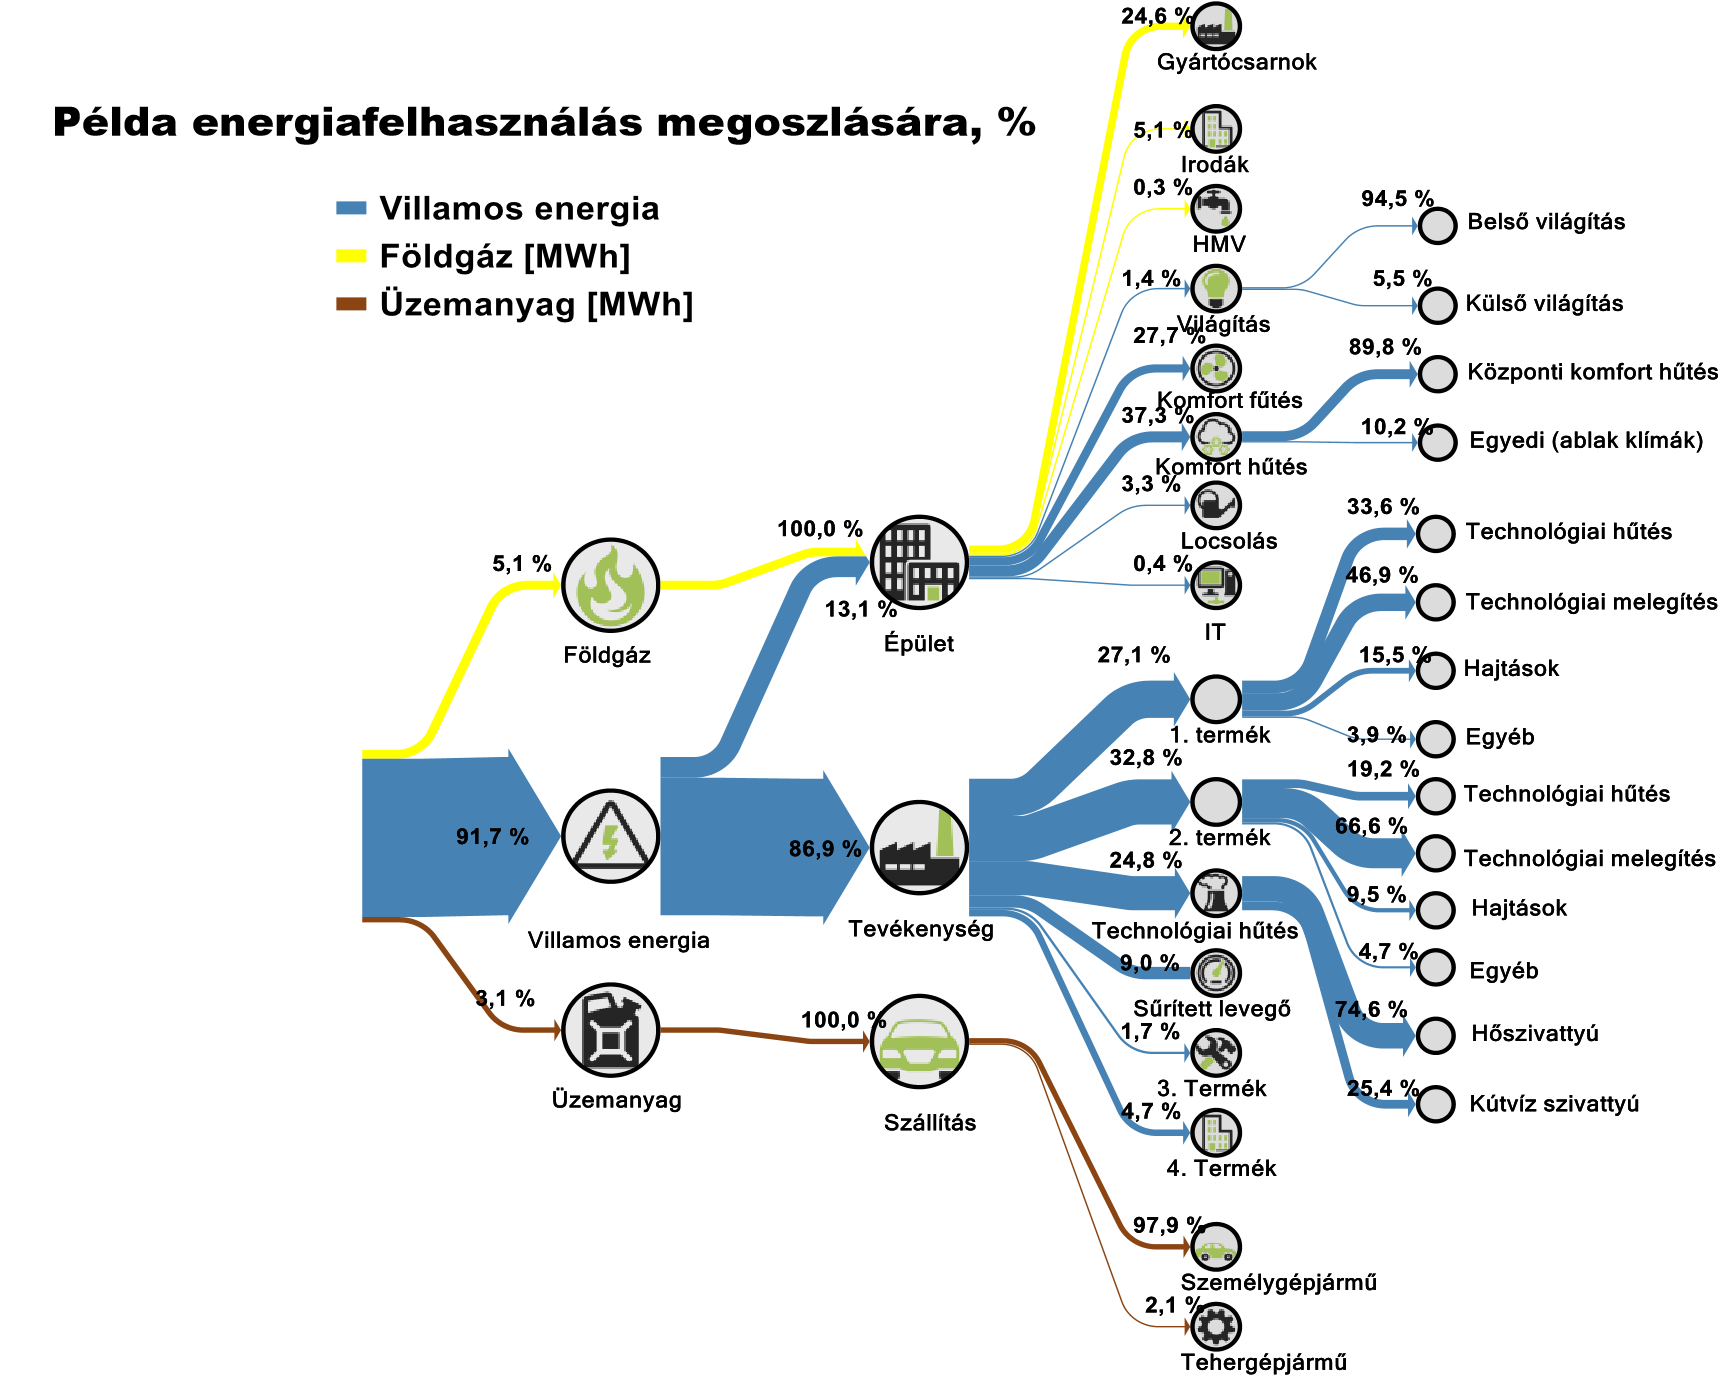 Példa energiafelhasználás megoszlására, %
Villamos energia
Földgáz [MWh]
Üzemanyag [MWh]
5,1 %
Földgáz
91,7 %
Villamos energia
3,1 %
Üzemanyag
100,0 %
13,1 %
Épület
86,9 %
Tevékenység
100,0 %
Szállítás
24,6 %
Gyártócsarnok
5,1 %
Irodák
0,3 %
HMV
1,4 %
Világítás
27,7 %
Komfort fűtés
37,3 %
Komfort hűtés
3,3 %
Locsolás
0,4 %
IT
27,1 %
1. termék
32,8 %
2. termék
24,8 %
Technológiai hűtés
9,0 %
Sűrített levegő
1,7 %
3. Termék
4,7 %
4. Termék
97,9 %
Személygépjármű
2,1 %
Tehergépjármű
94,5 %
Belső világítás
5,5 %
Külső világítás
89,8 %
Központi komfort hűtés
10,2 %
Egyedi (ablak klímák)
33,6 %
Technológiai hűtés
46,9 %
Technológiai melegítés
15,5 %
Hajtások
3,9 %
Egyéb
19,2 %
Technológiai hűtés
66,6 %
Technológiai melegítés
9,5 %
Hajtások
4,7 %
Egyéb
74,6 %
Hőszivattyú
25,4 %
Kútvíz szivattyú